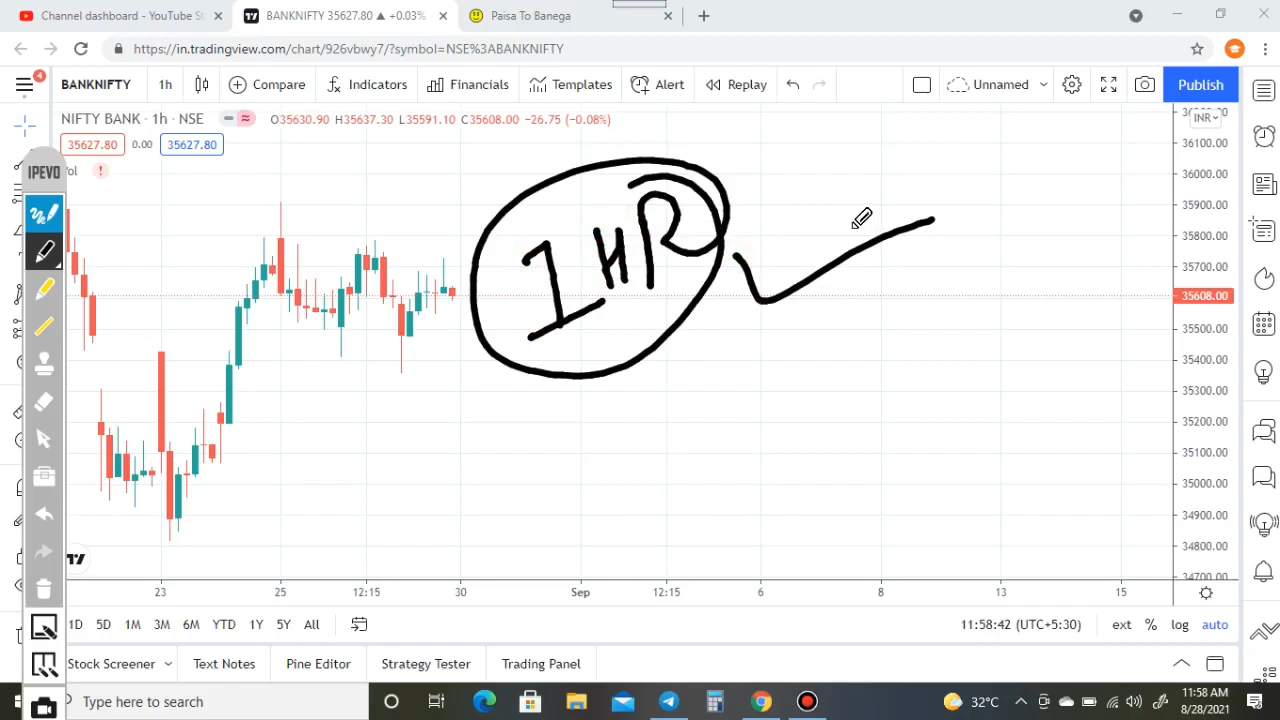 Channel dashboard - YouTube St
BANKNIFTY 35627.80 ▲ +0.03%
Paisa To Banega
https://in.tradingview.com/chart/926vbwy7/?symbol=NSE%3ABANKNIFTY
4
BANKNIFTY 1h Compare Indicators Financials Templates Alert Replay Unnamed Publish
NIFTY BANK · 1h · NSE O35630.90 H35637.30 L35591.10 C35608.00 −26.75 (−0.08%)
INR
35627.80 0.00 35627.80
IPEVO
1 HR
36100.00
36000.00
35900.00
35800.00
35700.00
35608.00
35500.00
35400.00
35300.00
35200.00
35100.00
35000.00
34900.00
34800.00
34700.00
23 25 12:15 30 Sep 12:15 6 8 13 15
1D 5D 1M 3M 6M YTD 1Y 5Y All 11:58:42 (UTC+5:30) ext % log auto
Stock Screener Text Notes Pine Editor Strategy Tester Trading Panel
Type here to search 32°C 11:58 AM
8/28/2021